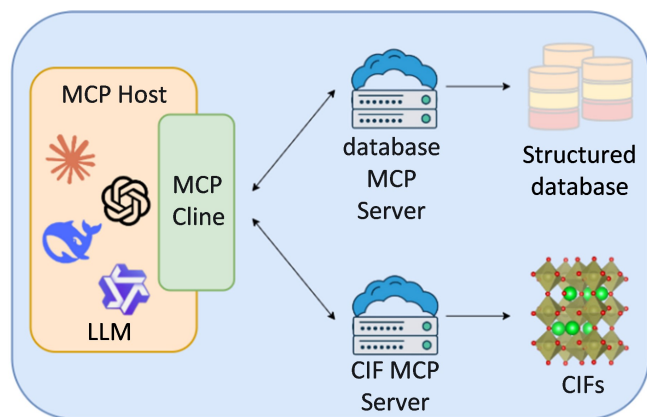 MCP Host
MCP
Cline
LLM
database
MCP
Server
Structured
database
CIF MCP
Server
CIFs